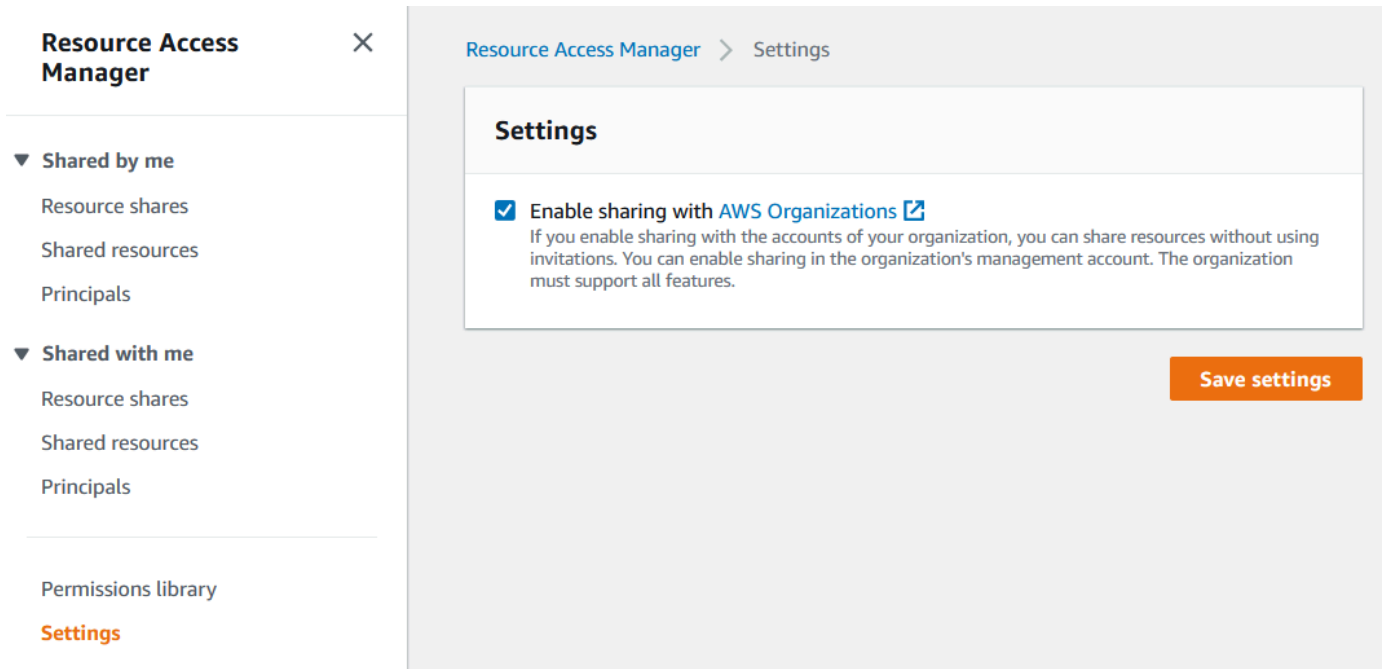 Resource Access
Manager
Shared by me
Resource shares
Shared resources
Principals
Shared with me
Resource shares
Shared resources
Principals
Permissions library
Settings
Resource Access Manager
Settings
Settings
Enable sharing with AWS Organizations
If you enable sharing with the accounts of your organization, you can share resources without using
invitations. You can enable sharing in the organization's management account. The organization
must support all features.
Save settings